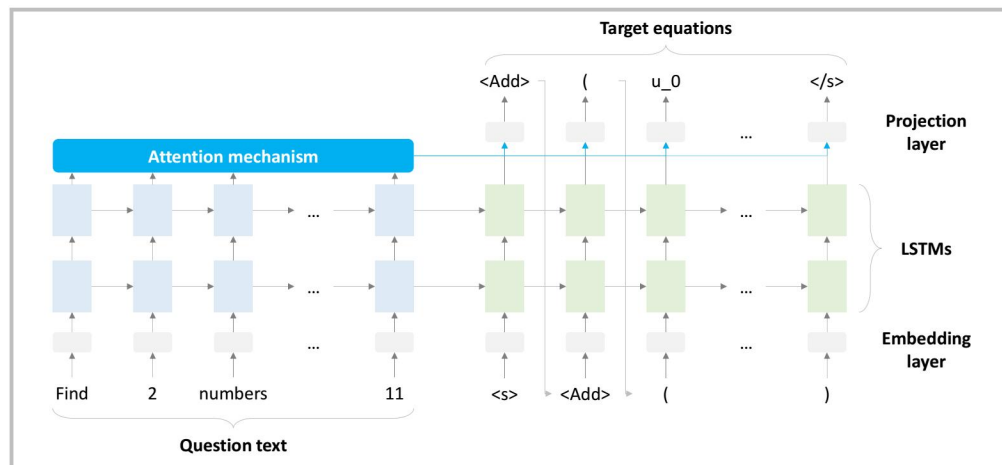 Target equations
<Add> ( u_0 </s>
... Projection layer
Attention mechanism
... ...
LSTMs
... ...
... ... Embedding layer
Find 2 numbers 11 <s> <Add> ( )
Question text